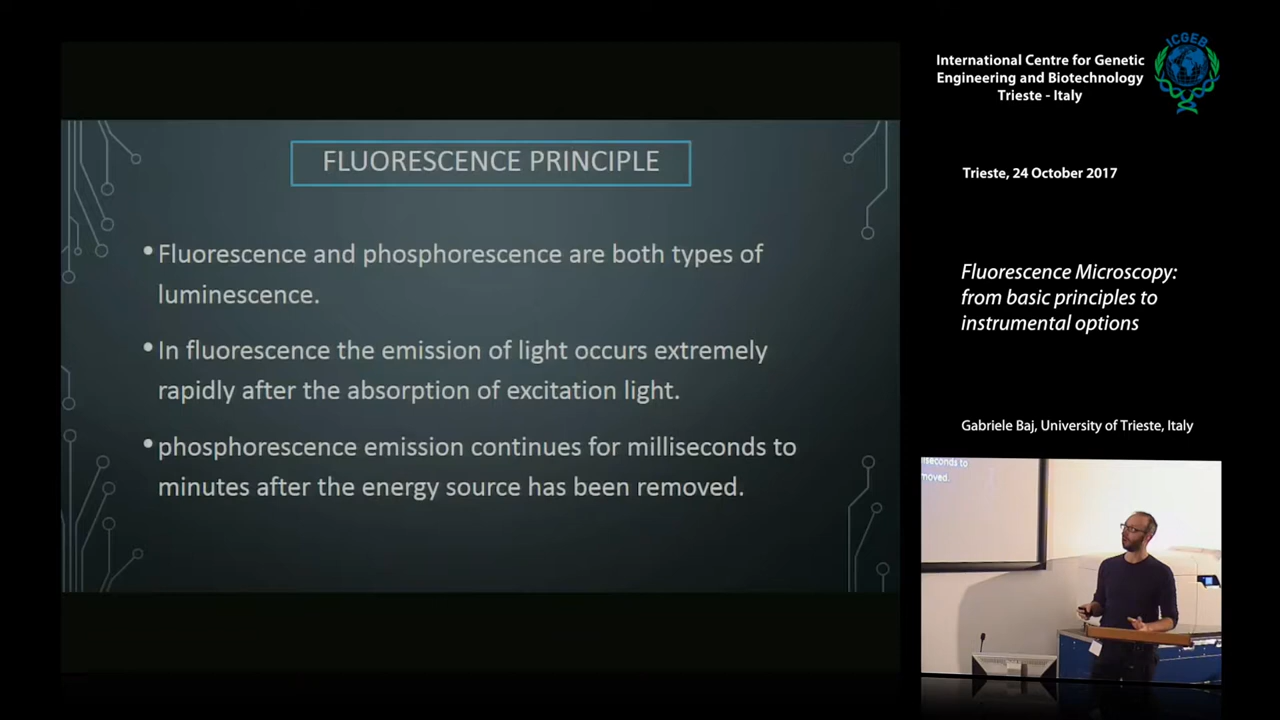 FLUORESCENCE PRINCIPLE
•Fluorescence and phosphorescence are both types of
luminescence.
•In fluorescence the emission of light occurs extremely
rapidly after the absorption of excitation light.
•phosphorescence emission continues for milliseconds to
minutes after the energy source has been removed.
International Centre for Genetic
Engineering and Biotechnology
Trieste - Italy
ICGEB
Trieste, 24 October 2017
Fluorescence Microscopy:
from basic principles to
instrumental options
Gabriele Baj, University of Trieste, Italy
iseconds to
moved.